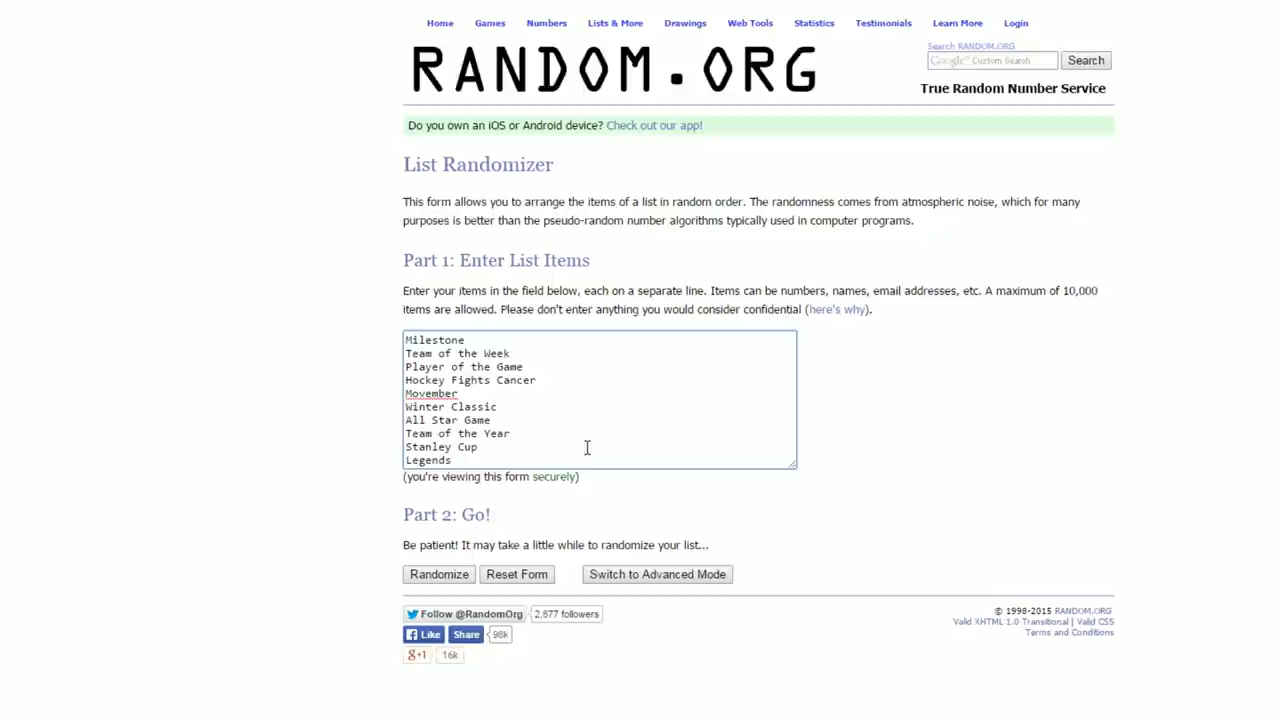 Home Games Numbers Lists & More Drawings Web Tools Statistics Testimonials Learn More Login
RANDOM.ORG
Search RANDOM.ORG
Google™ Custom Search Search
True Random Number Service
Do you own an iOS or Android device? Check out our app!
List Randomizer
This form allows you to arrange the items of a list in random order. The randomness comes from atmospheric noise, which for many
purposes is better than the pseudo-random number algorithms typically used in computer programs.
Part 1: Enter List Items
Enter your items in the field below, each on a separate line. Items can be numbers, names, email addresses, etc. A maximum of 10,000
items are allowed. Please don't enter anything you would consider confidential (here's why).
Milestone
Team of the Week
Player of the Game
Hockey Fights Cancer
Movember
Winter Classic
All Star Game
Team of the Year
Stanley Cup
Legends
(you're viewing this form securely)
Part 2: Go!
Be patient! It may take a little while to randomize your list...
Randomize Reset Form Switch to Advanced Mode
Follow @RandomOrg 2,677 followers
Like Share 98k
g+1 16k
© 1998-2015 RANDOM.ORG
Valid XHTML 1.0 Transitional | Valid CSS
Terms and Conditions